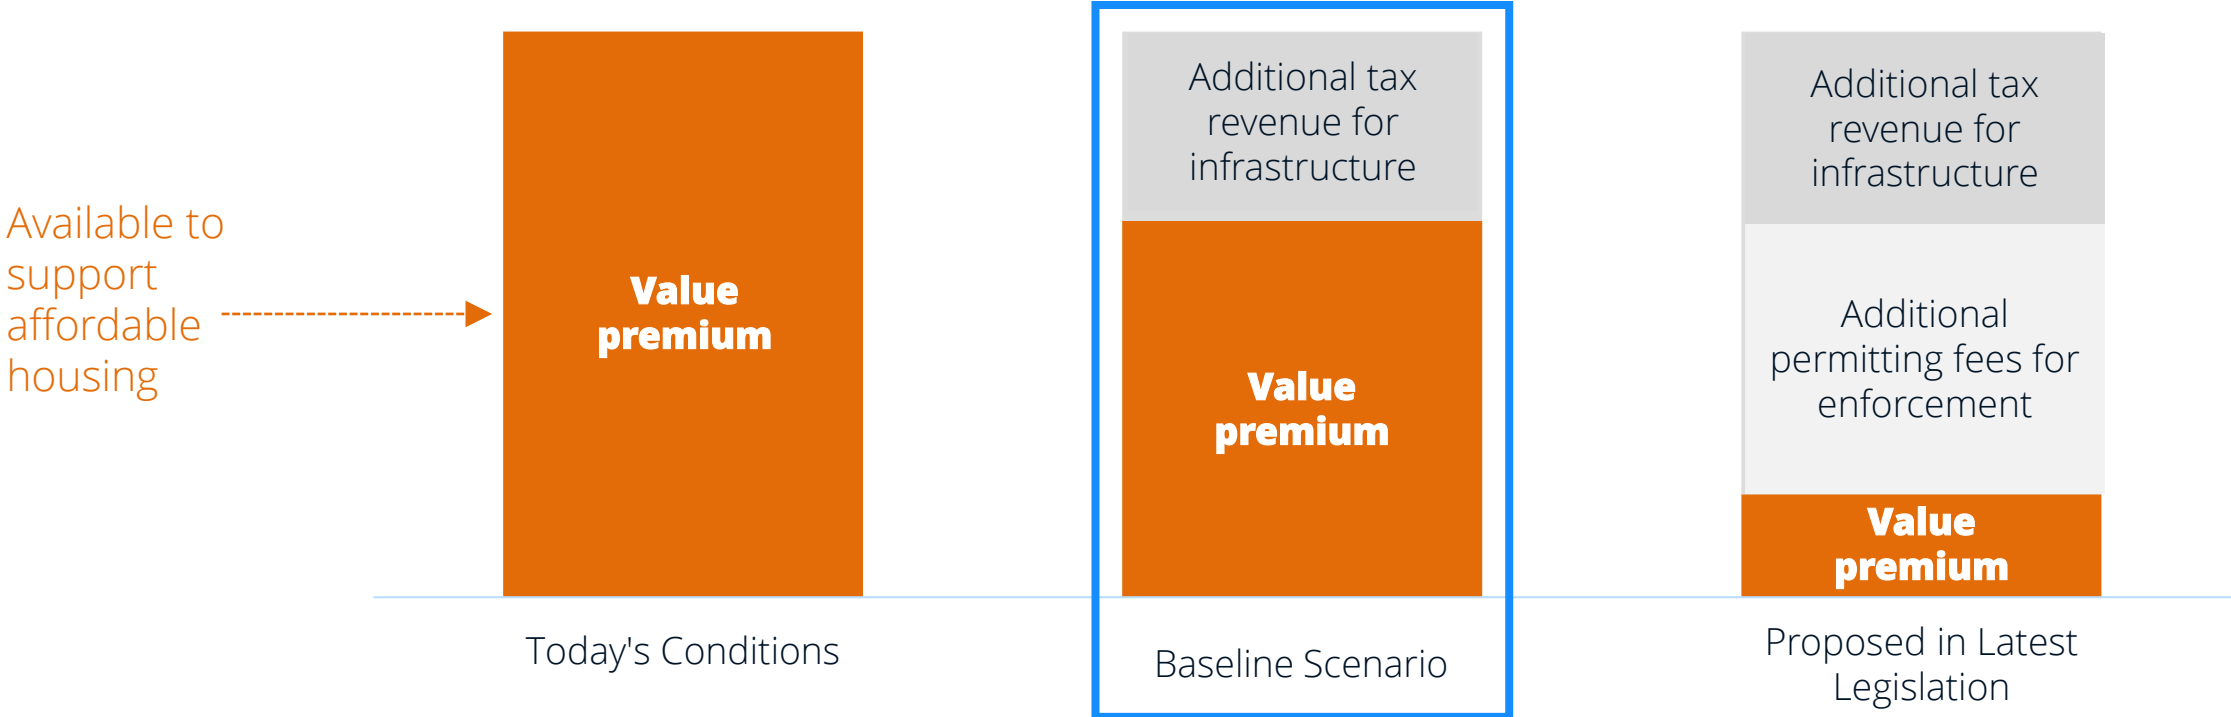 Available to
support
affordable
housing
Value
premium
Today's Conditions
Additional tax
revenue for
infrastructure
Value
premium
Baseline Scenario
Additional tax
revenue for
infrastructure
Additional
permitting fees for
enforcement
Value
premium
Proposed in Latest
Legislation